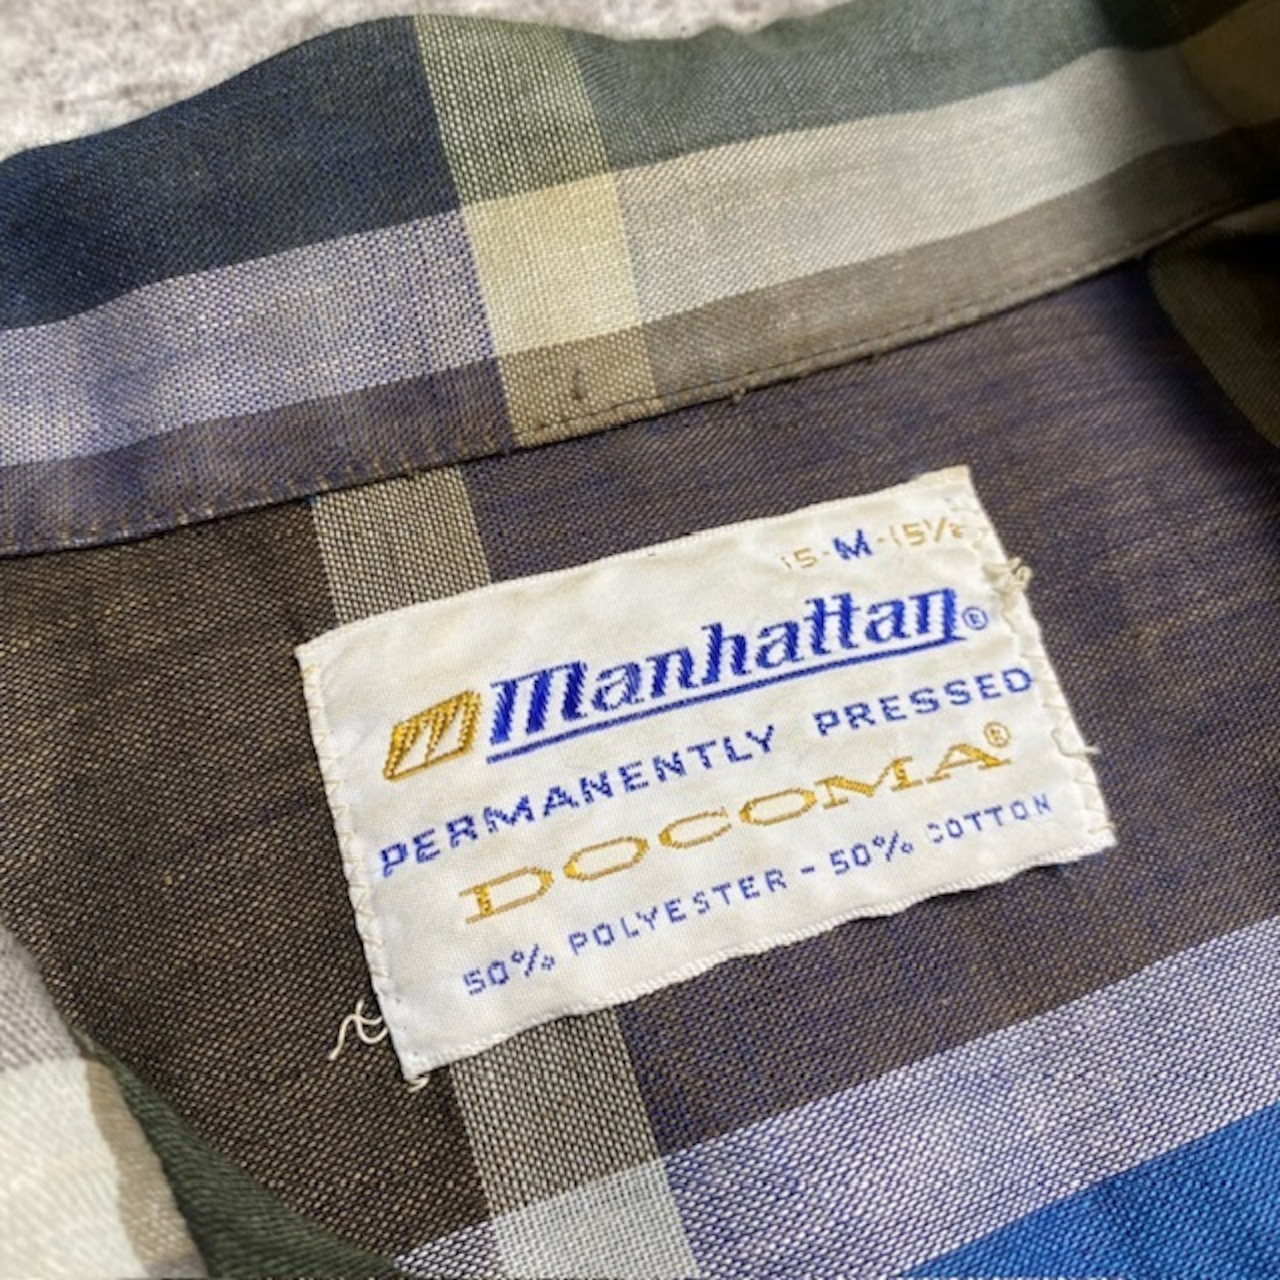 15-M-15½
Manhattan®
PERMANENTLY PRESSED
DOCOMA®
50% POLYESTER - 50% COTTON